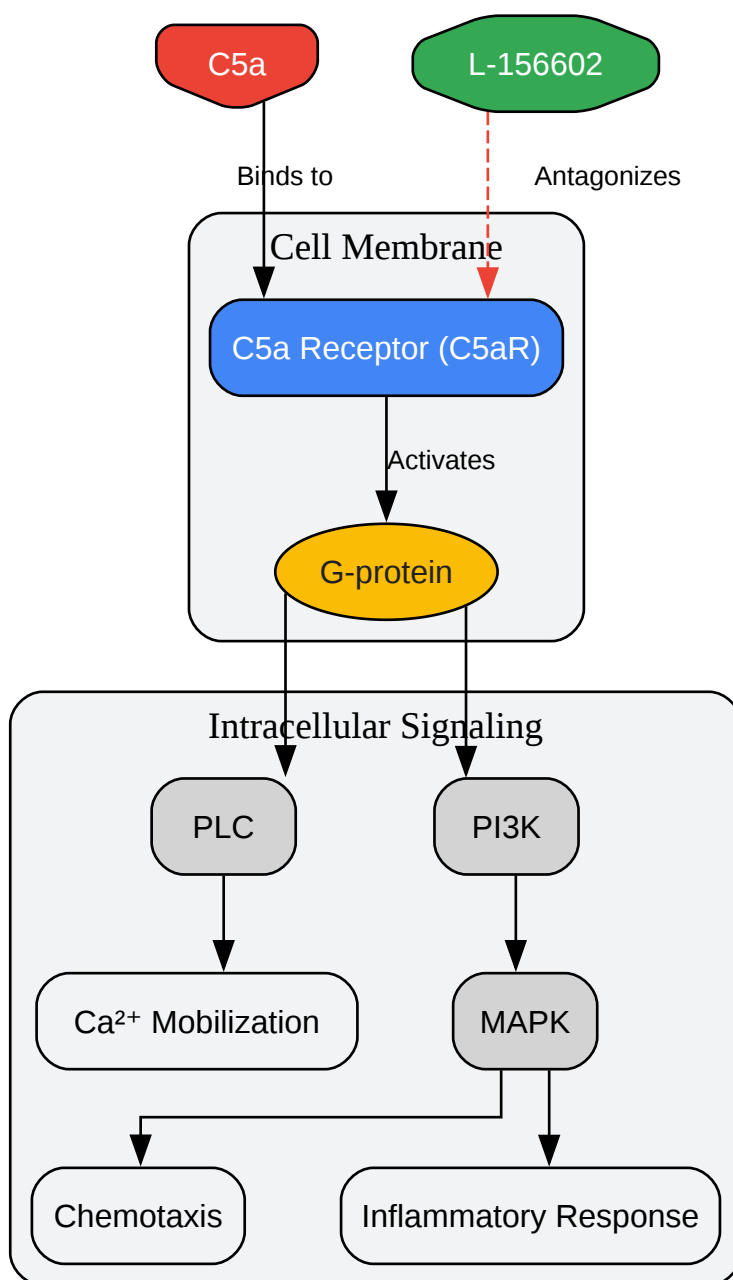 C5a
L-156602
Binds to
Antagonizes
Cell Membrane
C5a Receptor (C5aR)
Activates
G-protein
Intracellular Signaling
PLC
PI3K
Ca²⁺ Mobilization
MAPK
Chemotaxis
Inflammatory Response